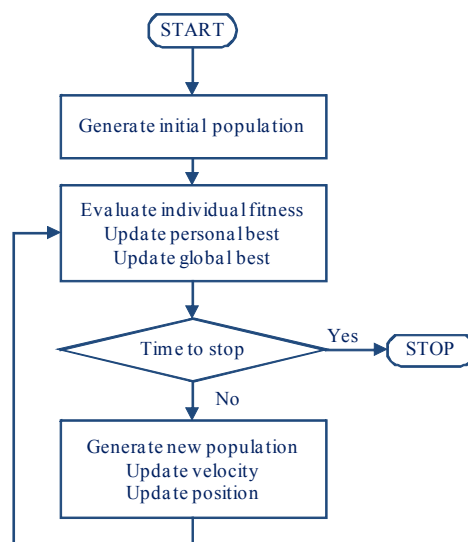 START
Generate initial population
Evaluate individual fitness
Update personal best
Update global best
Time to stop
Yes
STOP
No
Generate new population
Update velocity
Update position